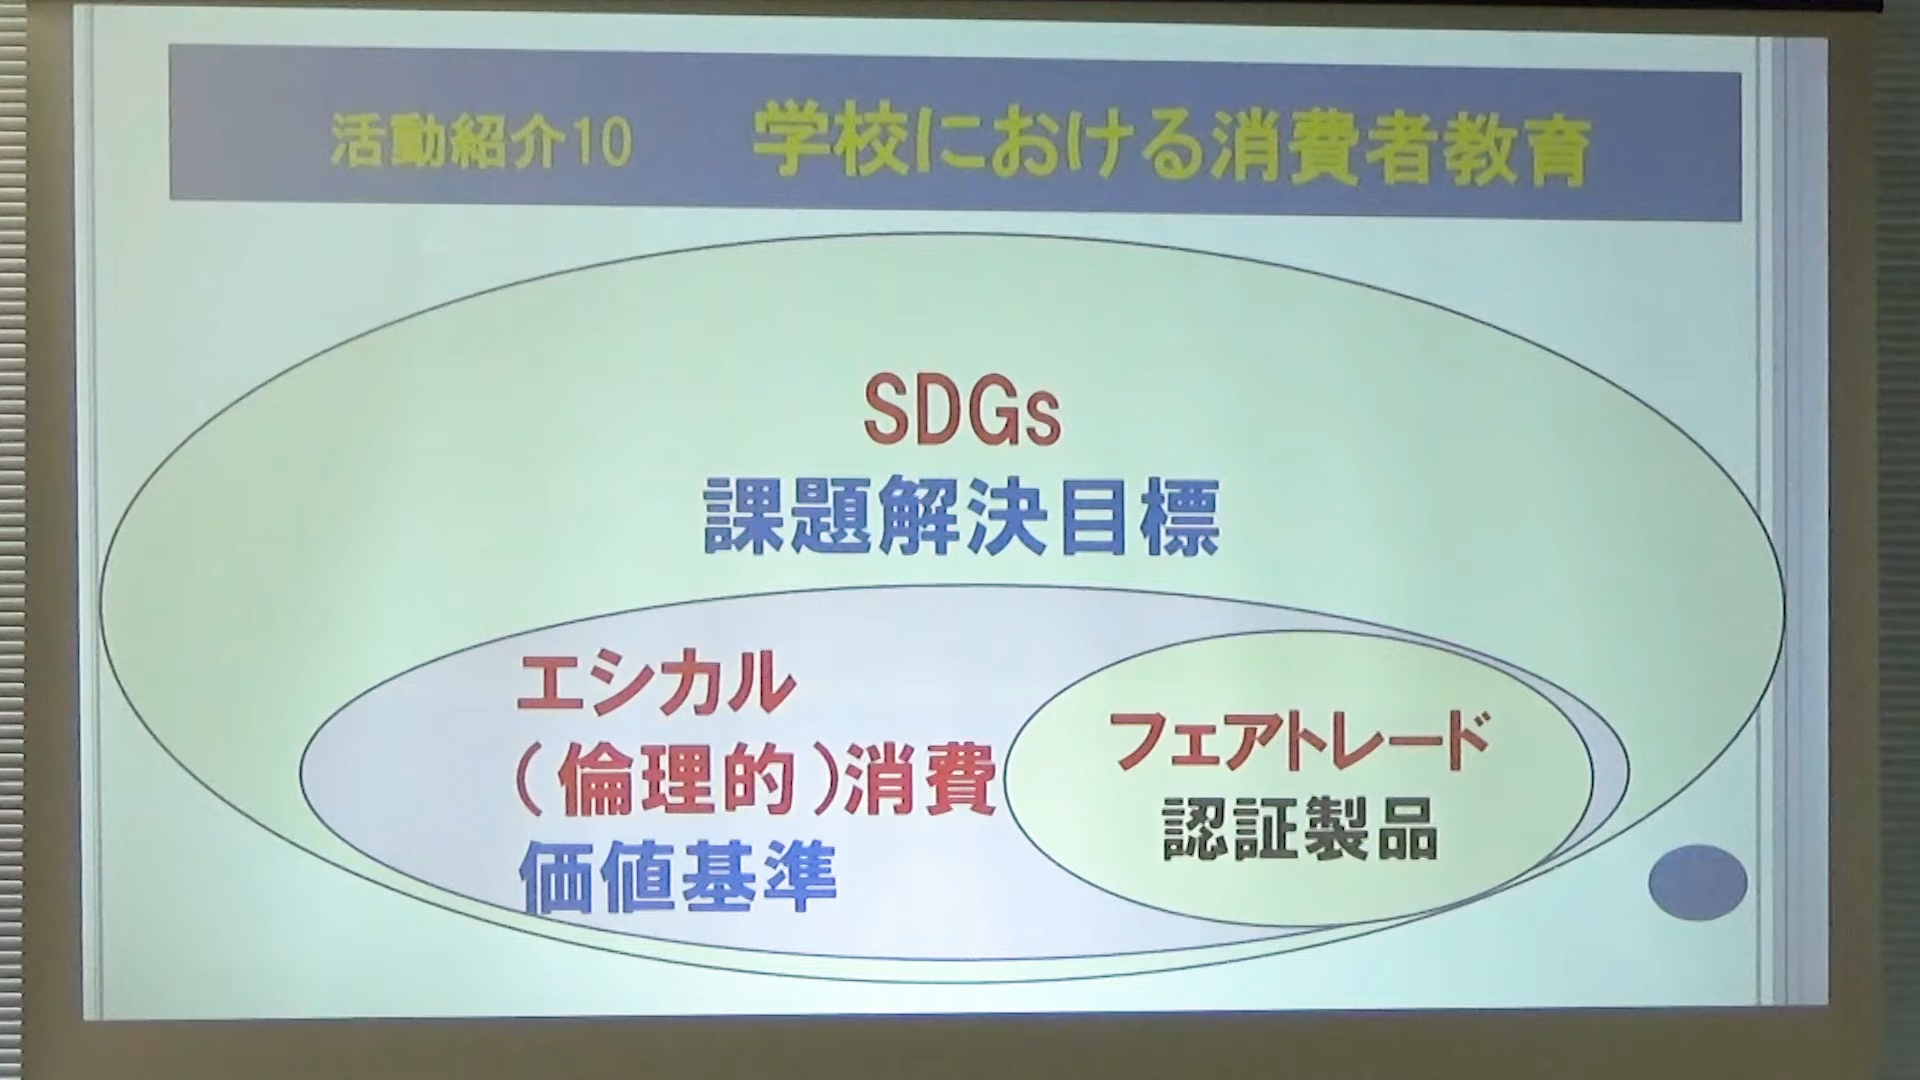 活動紹介10 学校における消費者教育
SDGs
課題解決目標
エシカル
（倫理的）消費
価値基準
フェアトレード
認証製品